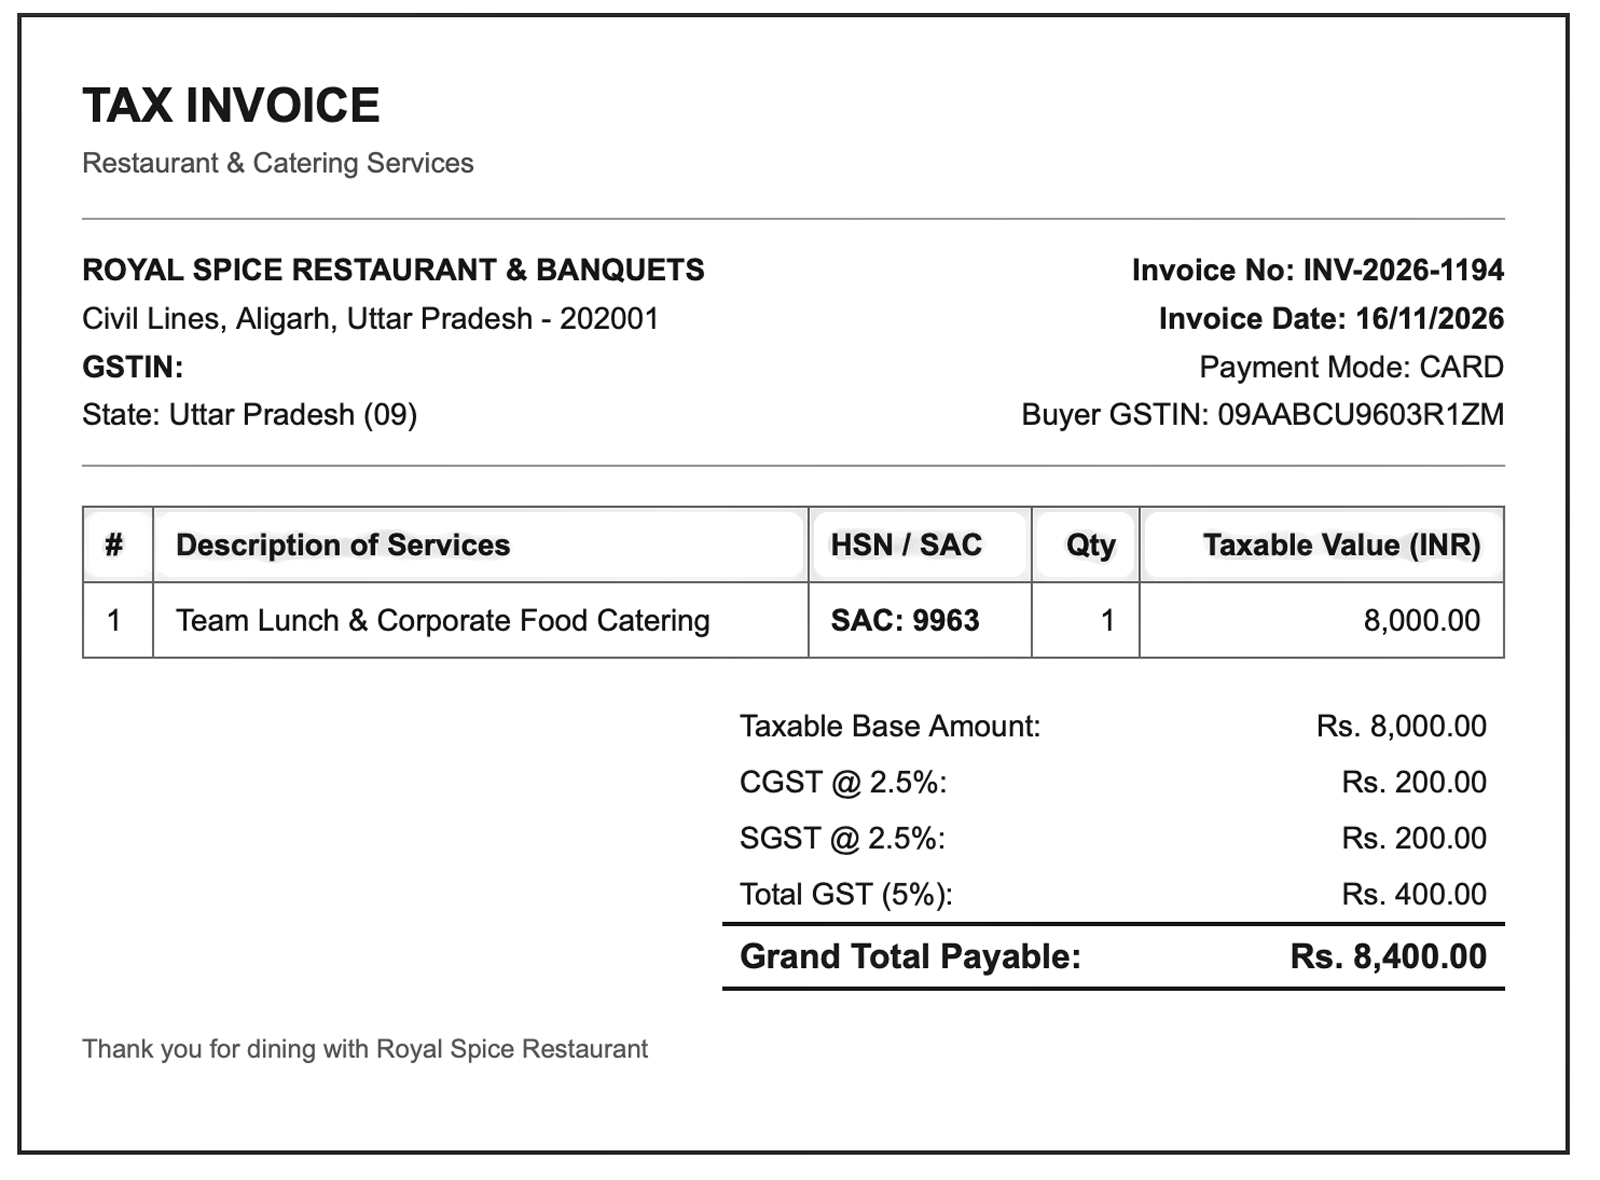 TAX INVOICE
Restaurant & Catering Services
ROYAL SPICE RESTAURANT & BANQUETS
Civil Lines, Aligarh, Uttar Pradesh - 202001
GSTIN:
State: Uttar Pradesh (09)
Invoice No: INV-2026-1194
Invoice Date: 16/11/2026
Payment Mode: CARD
Buyer GSTIN: 09AABCU9603R1ZM
# Description of Services HSN / SAC Qty Taxable Value (INR)
1 Team Lunch & Corporate Food Catering SAC: 9963 1 8,000.00
Taxable Base Amount: Rs. 8,000.00
CGST @ 2.5%: Rs. 200.00
SGST @ 2.5%: Rs. 200.00
Total GST (5%): Rs. 400.00
Grand Total Payable: Rs. 8,400.00
Thank you for dining with Royal Spice Restaurant